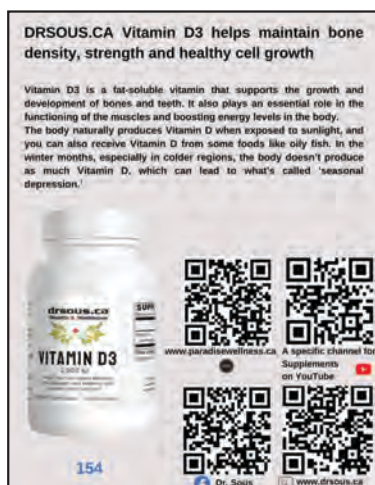 DRSOUS.CA Vitamin D3 helps maintain bone
density, strength and healthy cell growth
Vitamin D3 is a fat-soluble vitamin that supports the growth and
development of bones and teeth. It also plays an essential role in the
functioning of the muscles and boosting energy levels in the body.
The body naturally produces Vitamin D when exposed to sunlight, and
you can also receive Vitamin D from some foods like oily fish. In the
winter months, especially in colder regions, the body doesn't produce
as much Vitamin D, which can lead to what's called 'seasonal
depression.'
drsous.ca
VITAMIN D3
SUPP
www.paradisewellness.ca
A specific channel for
Supplements
on YouTube
154
Dr. Sous
www.drsous.ca